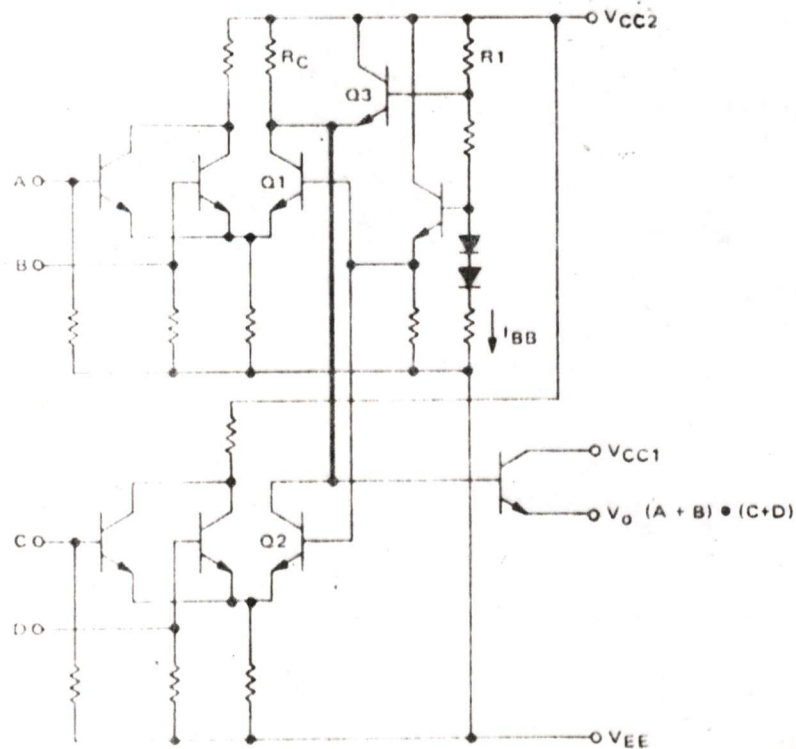 VCC2
RC
R1
Q3
A
Q1
B
IBB
VCC1
Vo (A + B) • (C+D)
C
Q2
D
VEE